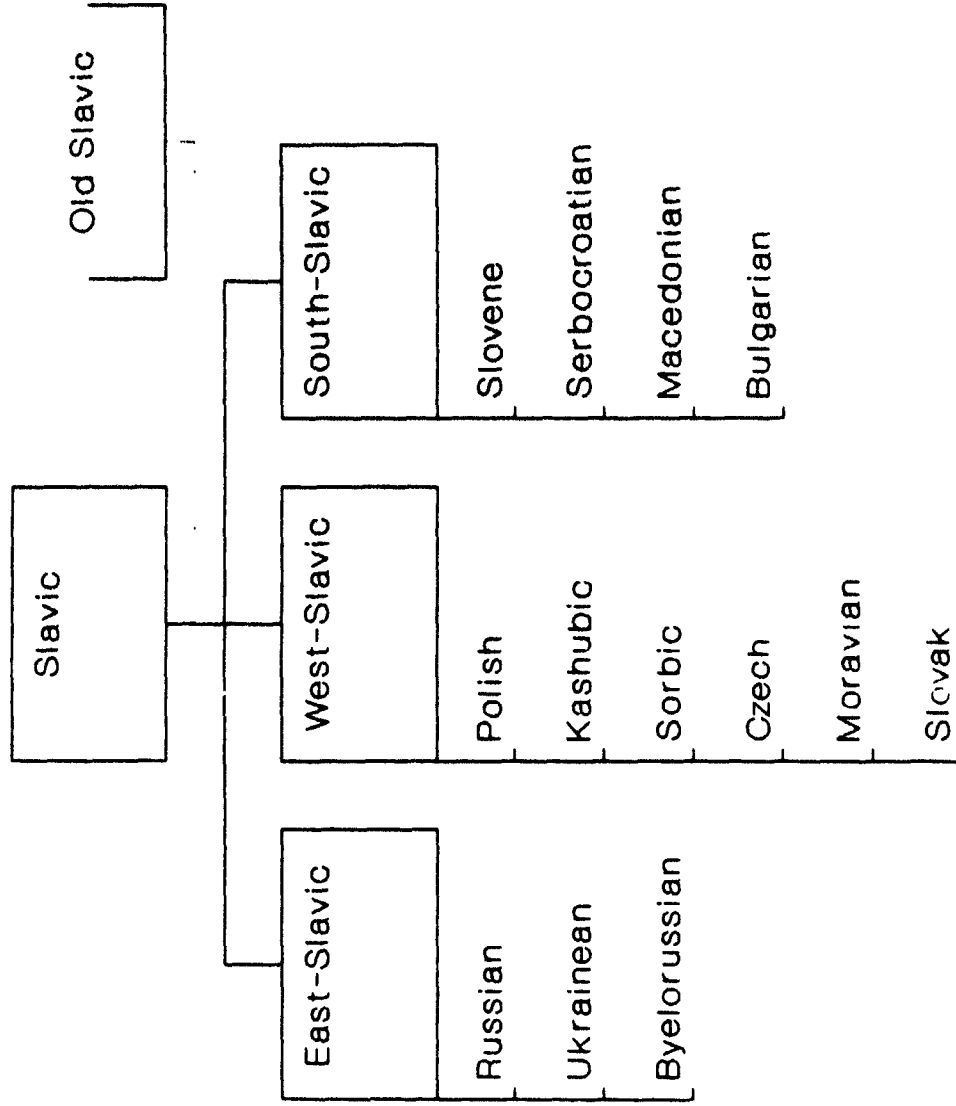 Slavic
Old Slavic
East-Slavic
Russian
Ukrainean
Byelorussian
West-Slavic
Polish
Kashubic
Sorbic
Czech
Moravian
Slovak
South-Slavic
Slovene
Serbocroatian
Macedonian
Bulgarian